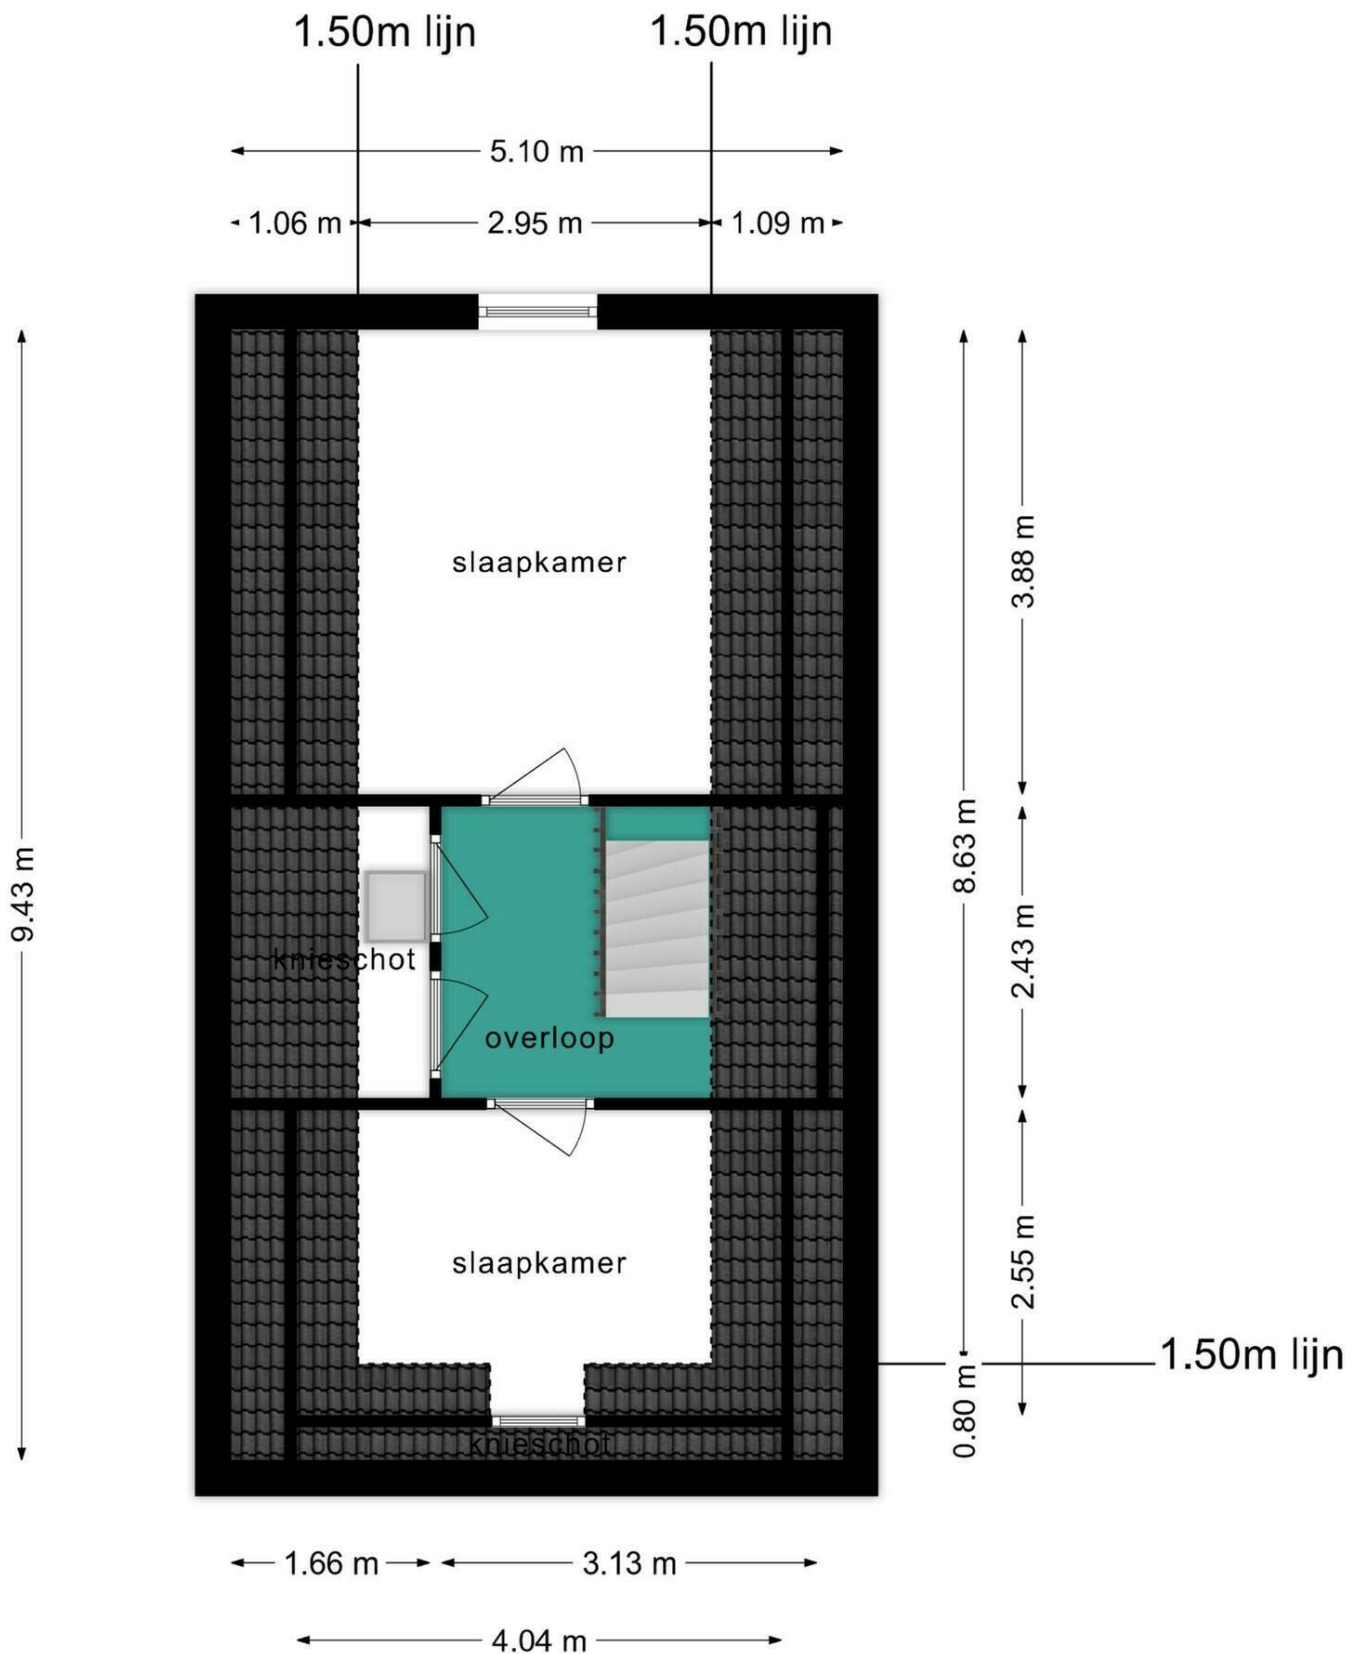 1.50m lijn
1.50m lijn
5.10 m
1.06 m
2.95 m
1.09 m
slaapkamer
3.88 m
8.63 m
9.43 m
2.43 m
knieschot
overloop
slaapkamer
2.55 m
1.50m lijn
0.80 m
knieschot
1.66 m
3.13 m
4.04 m